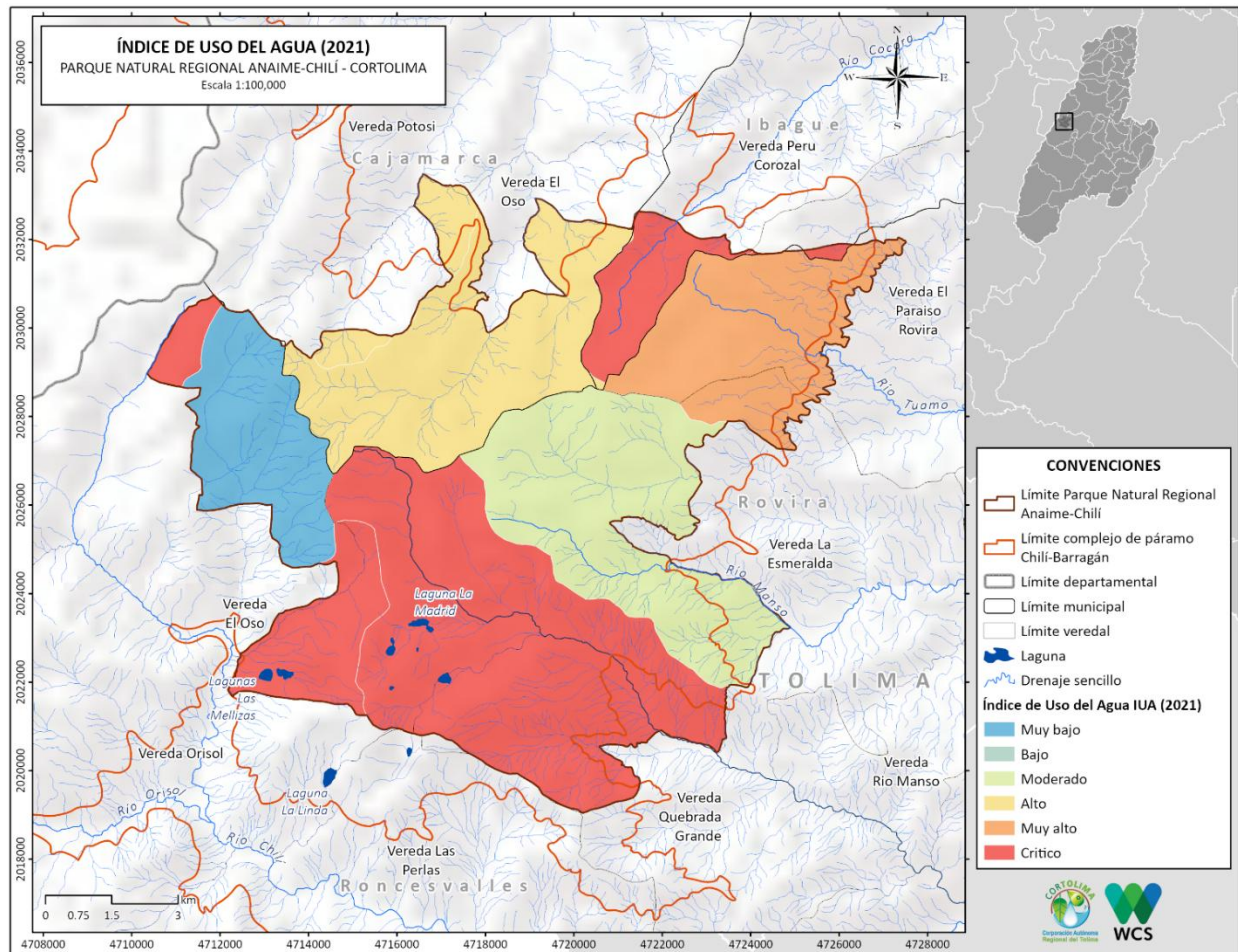 ÍNDICE DE USO DEL AGUA (2021)
PARQUE NATURAL REGIONAL ANAIME-CHILÍ - CORTOLIMA
Escala 1:100,000
N
W
E
S
Río Cocora
Ibague
Vereda Potosi
Cajamarca
Vereda Peru
Corozal
Vereda El
Oso
Vereda El
Paraiso
Rovira
Río Tuamo
Rovira
Vereda La
Esmeralda
Río Manso
Vereda
El Oso
Laguna La
Madrid
Lagunas
Las
Mellizas
TOLIMA
Vereda Orisol
Vereda
Rio Manso
Río Orisol
Laguna
La Linda
Vereda
Quebrada
Grande
Río Chilí
Vereda Las
Perlas
Roncesvalles
0 0.75 1.5 3 km
2036000
2034000
2032000
2030000
2028000
2026000
2024000
2022000
2020000
2018000
4708000 4710000 4712000 4714000 4716000 4718000 4720000 4722000 4724000 4726000 4728000
CONVENCIONES
Límite Parque Natural Regional
Anaime-Chilí
Límite complejo de páramo
Chilí-Barragán
Límite departamental
Límite municipal
Límite veredal
Laguna
Drenaje sencillo
Índice de Uso del Agua IUA (2021)
Muy bajo
Bajo
Moderado
Alto
Muy alto
Critico
CORTOLIMA
Corporación Autónoma
Regional del Tolima
WCS